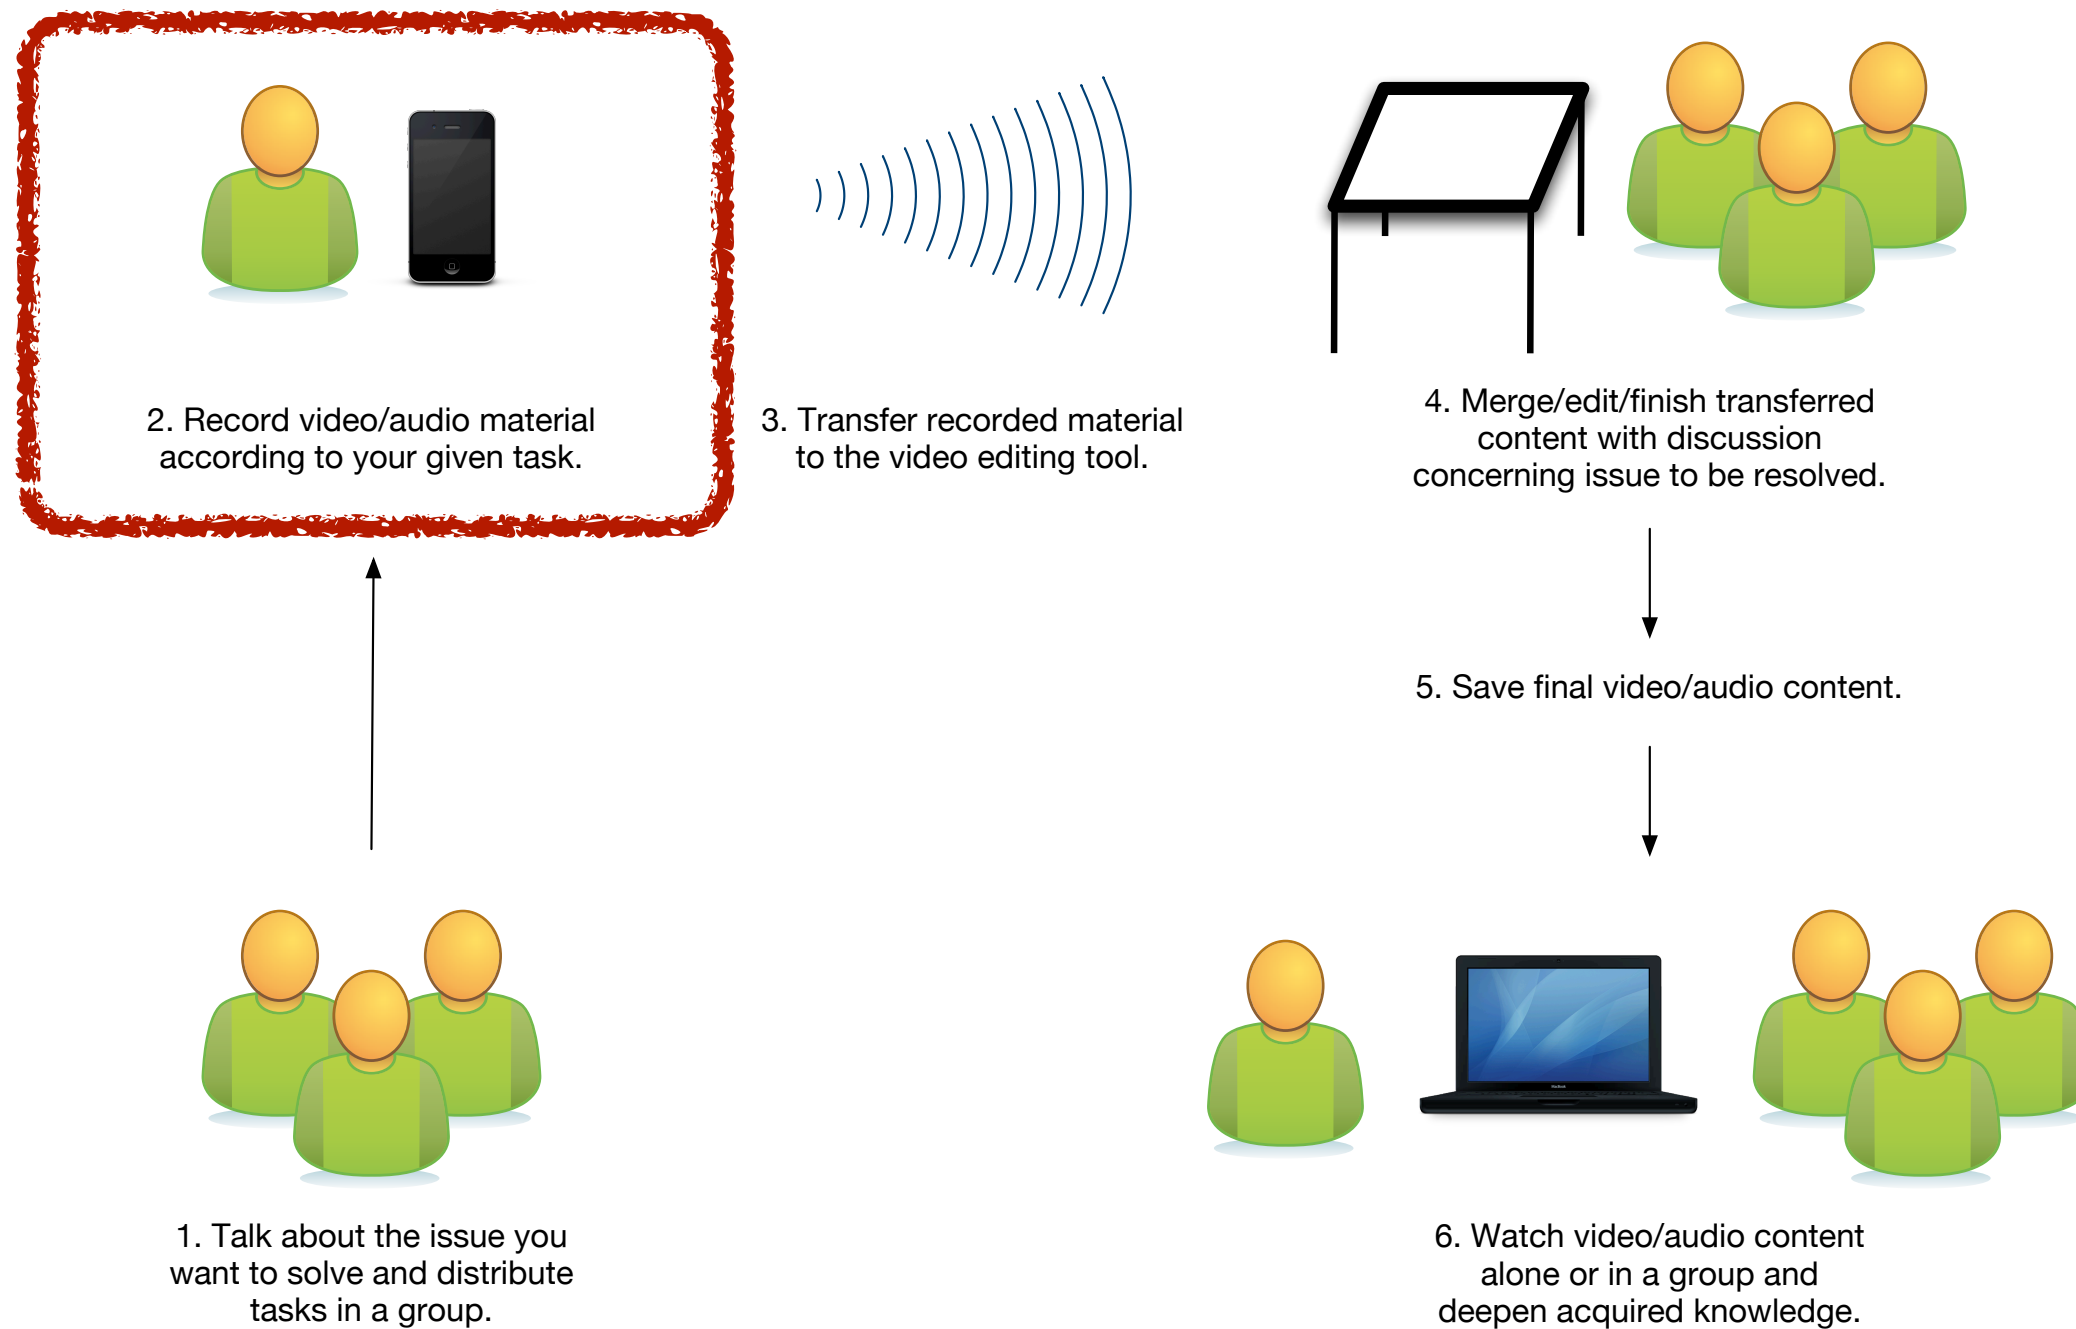 2. Record video/audio material
according to your given task.
3. Transfer recorded material
to the video editing tool.
4. Merge/edit/finish transferred
content with discussion
concerning issue to be resolved.
5. Save final video/audio content.
MacBook
1. Talk about the issue you
want to solve and distribute
tasks in a group.
6. Watch video/audio content
alone or in a group and
deepen acquired knowledge.